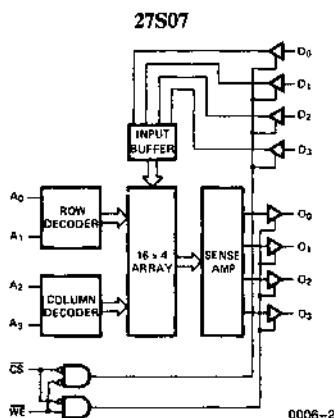 27S07
D0
D1
D2
D3
INPUT
BUFFER
A0
A1
ROW
DECODER
16 x 4
ARRAY
SENSE
AMP
O0
O1
O2
O3
A2
A3
COLUMN
DECODER
CS
WE
0006-2